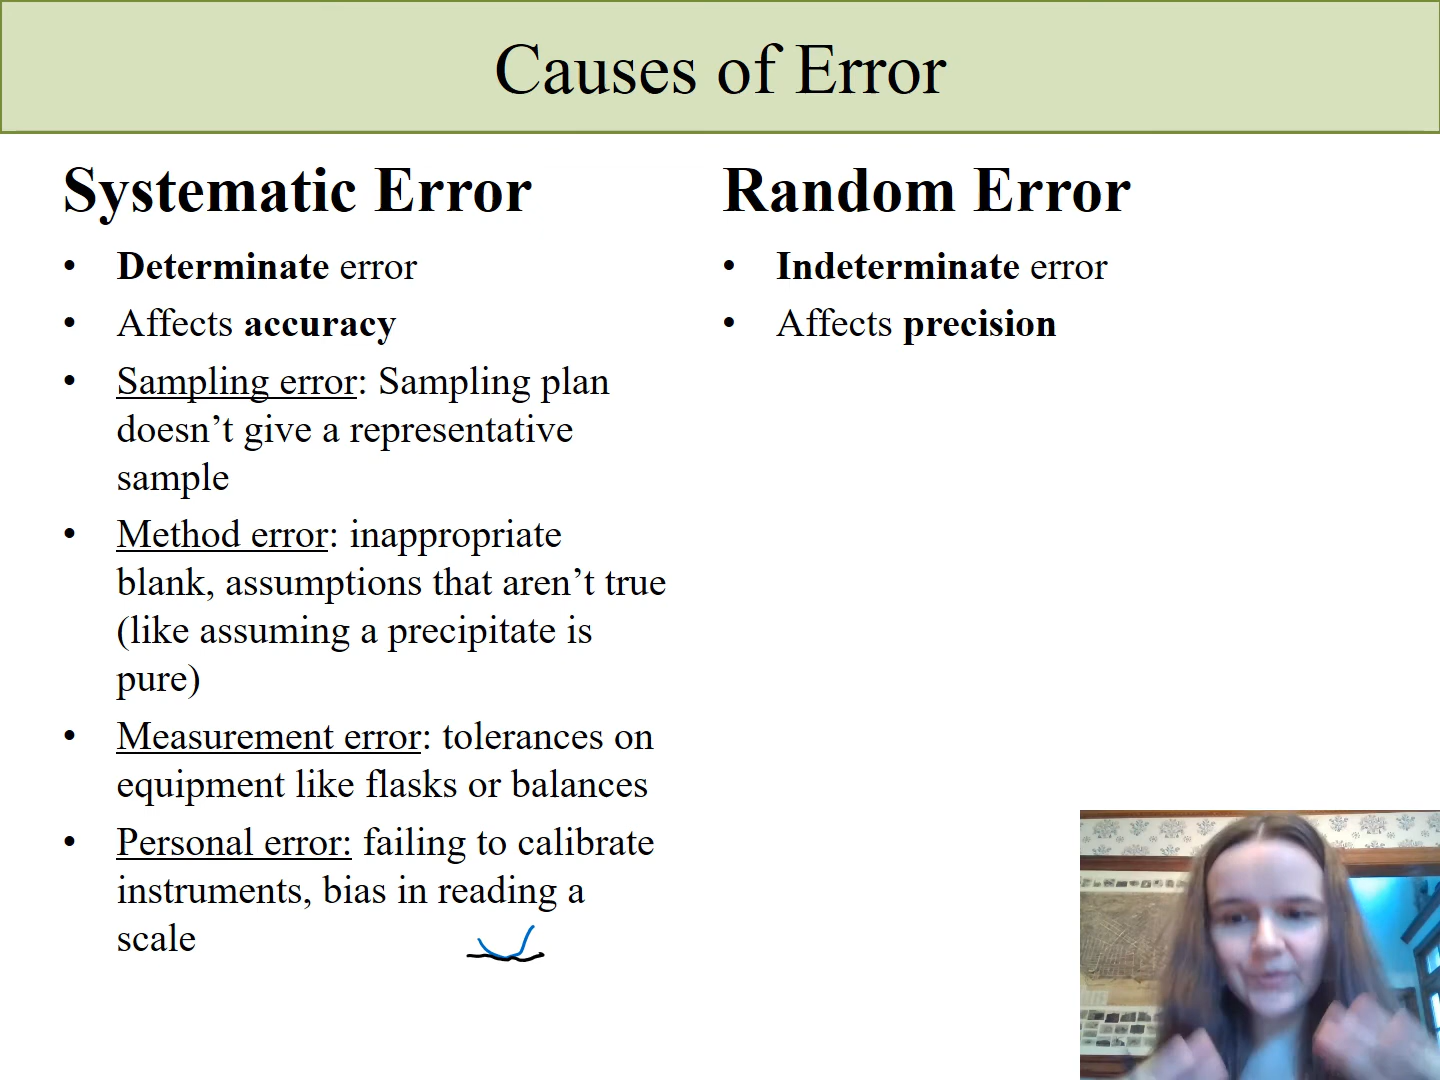 Causes of Error
Systematic Error
• Determinate error
• Affects accuracy
• Sampling error: Sampling plan
doesn’t give a representative
sample
• Method error: inappropriate
blank, assumptions that aren’t true
(like assuming a precipitate is
pure)
• Measurement error: tolerances on
equipment like flasks or balances
• Personal error: failing to calibrate
instruments, bias in reading a
scale
Random Error
• Indeterminate error
• Affects precision